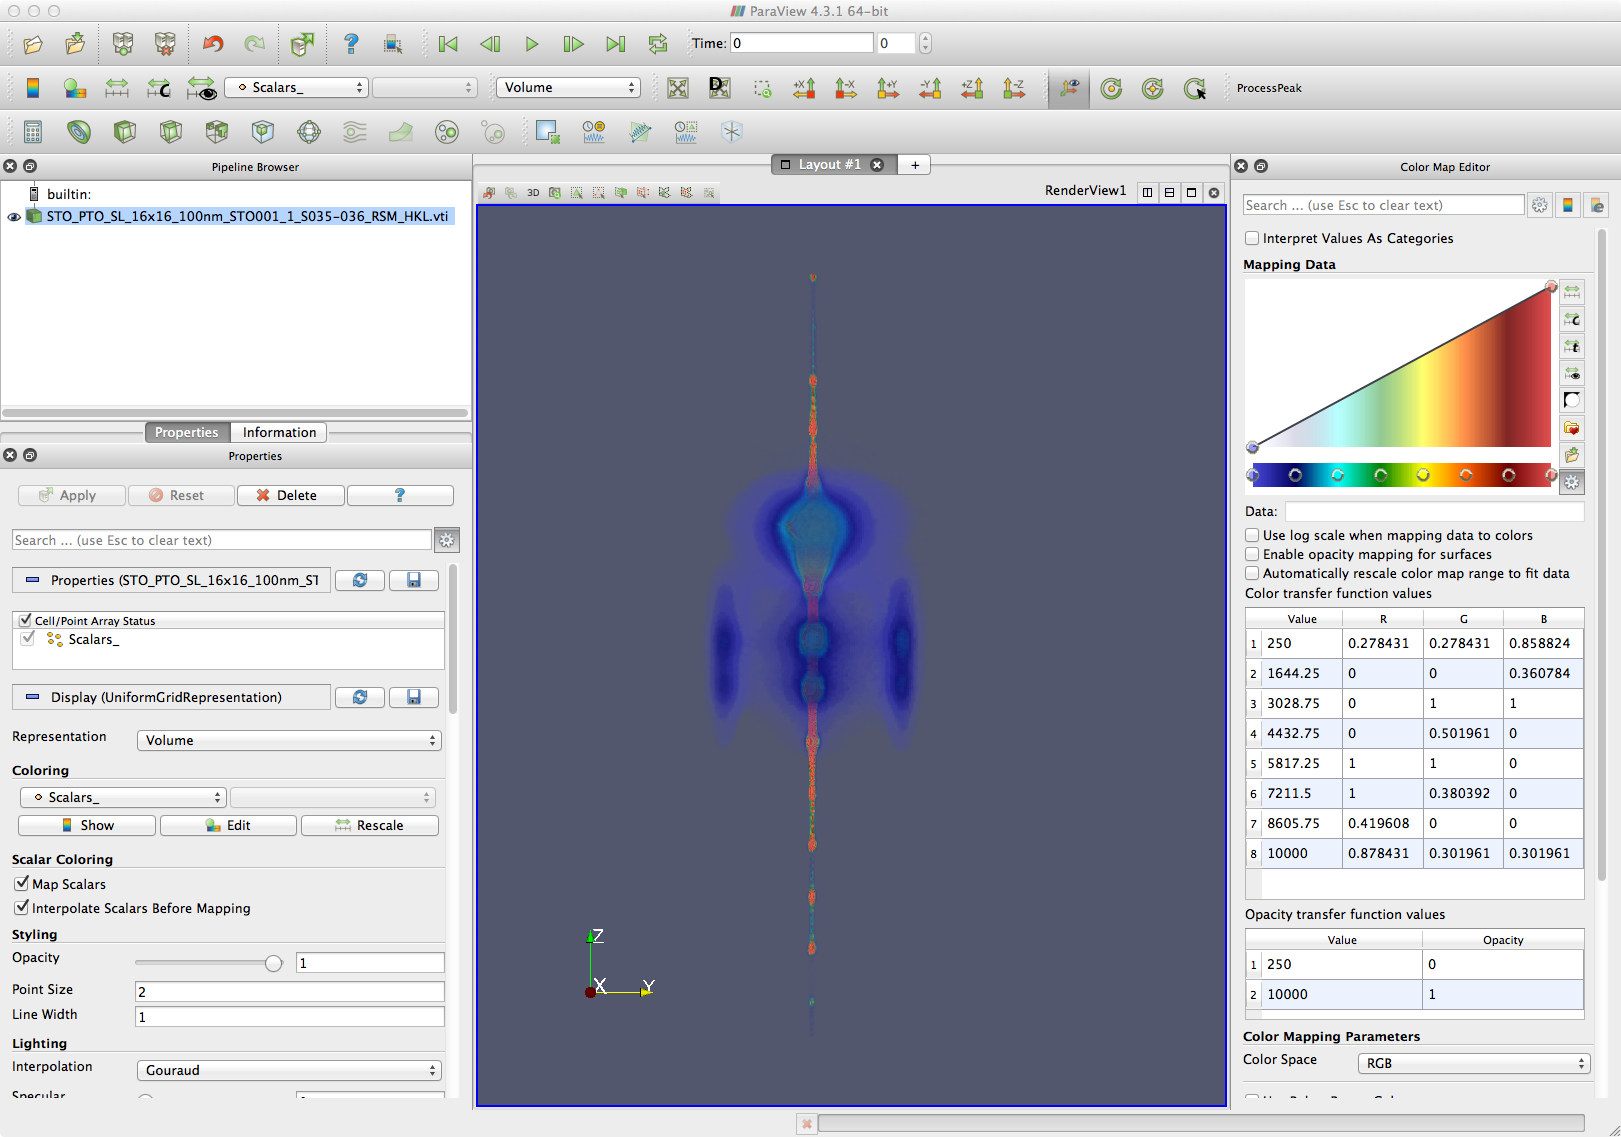 ParaView 4.3.1 64-bit
Time: 0 0
Scalars_ Volume D +X -X +Y -Y +Z -Z ProcessPeak
Pipeline Browser
builtin:
STO_PTO_SL_16x16_100nm_STO001_1_S035-036_RSM_HKL.vti
Properties Information
Properties
Apply Reset Delete ?
Search ... (use Esc to clear text)
Properties (STO_PTO_SL_16x16_100nm_ST
Cell/Point Array Status
Scalars_
Display (UniformGridRepresentation)
Representation Volume
Coloring
Scalars_
Show Edit Rescale
Scalar Coloring
Map Scalars
Interpolate Scalars Before Mapping
Styling
Opacity 1
Point Size 2
Line Width 1
Lighting
Interpolation Gouraud
Specular
Layout #1 +
3D RenderView1
Z
X Y
Color Map Editor
Search ... (use Esc to clear text)
Interpret Values As Categories
Mapping Data
Data:
Use log scale when mapping data to colors
Enable opacity mapping for surfaces
Automatically rescale color map range to fit data
Color transfer function values
Value R G B
1 250 0.278431 0.278431 0.858824
2 1644.25 0 0 0.360784
3 3028.75 0 1 1
4 4432.75 0 0.501961 0
5 5817.25 1 1 0
6 7211.5 1 0.380392 0
7 8605.75 0.419608 0 0
8 10000 0.878431 0.301961 0.301961
Opacity transfer function values
Value Opacity
1 250 0
2 10000 1
Color Mapping Parameters
Color Space RGB